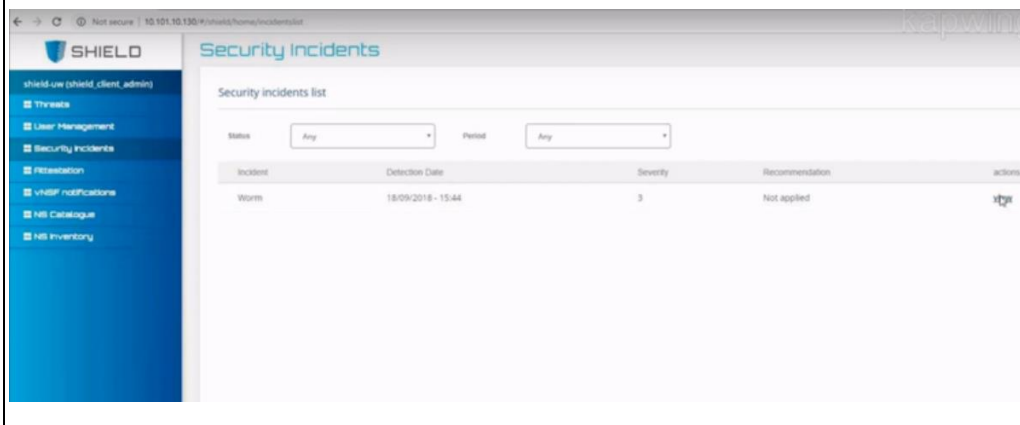 Not secure | 10.101.10.130/#/shield/home/incidentslist
kapwing
SHIELD
Security Incidents
shield-uw (shield_client_admin)
Threats
User Management
Security Incidents
Attestation
vNSF notifications
NS Catalogue
NS Inventory
Security incidents list
Status Any Period Any
Incident Detection Date Severity Recommendation actions
Worm 18/09/2018 - 15:44 3 Not applied